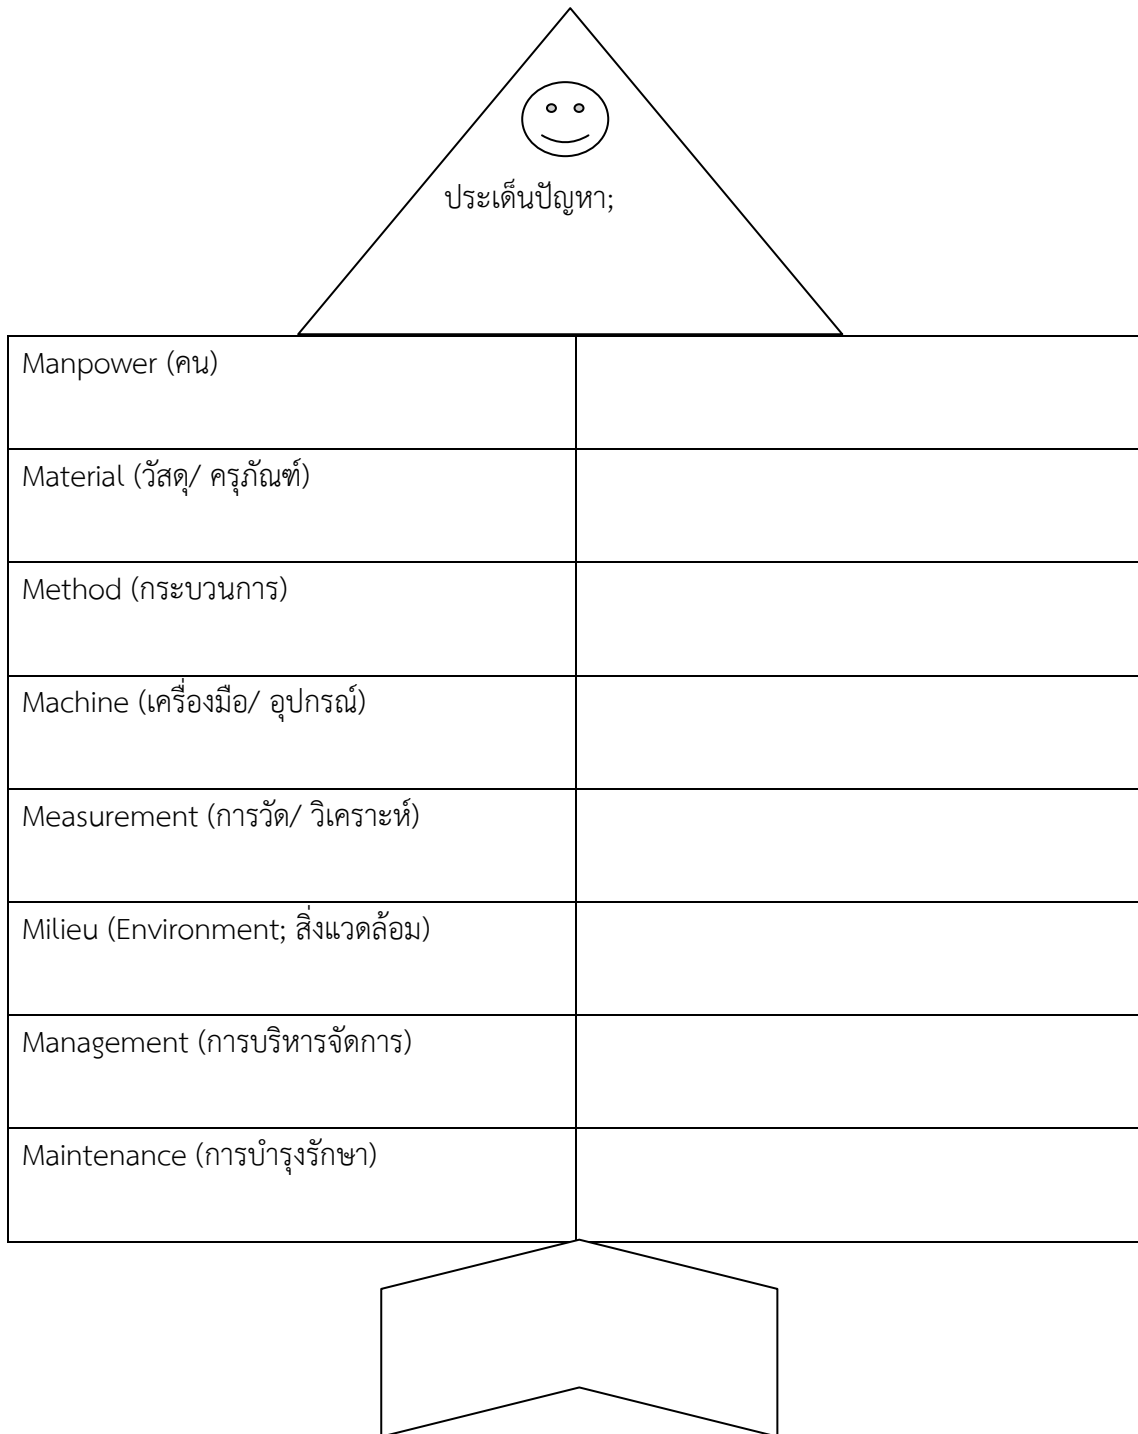 ประเด็นปัญหา;
Manpower (คน)
Material (วัสดุ/ ครุภัณฑ์)
Method (กระบวนการ)
Machine (เครื่องมือ/ อุปกรณ์)
Measurement (การวัด/ วิเคราะห์)
Milieu (Environment; สิ่งแวดล้อม)
Management (การบริหารจัดการ)
Maintenance (การบำรุงรักษา)